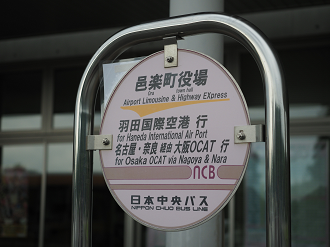 邑楽町役場
Ora town hall
Airport Limousine & Highway EXpress
羽田国際空港 行
for Haneda International Air Port
名古屋・奈良 経由 大阪OCAT 行
for Osaka OCAT via Nagoya & Nara
NCB
日本中央バス
NIPPON CHUO BUS LINE